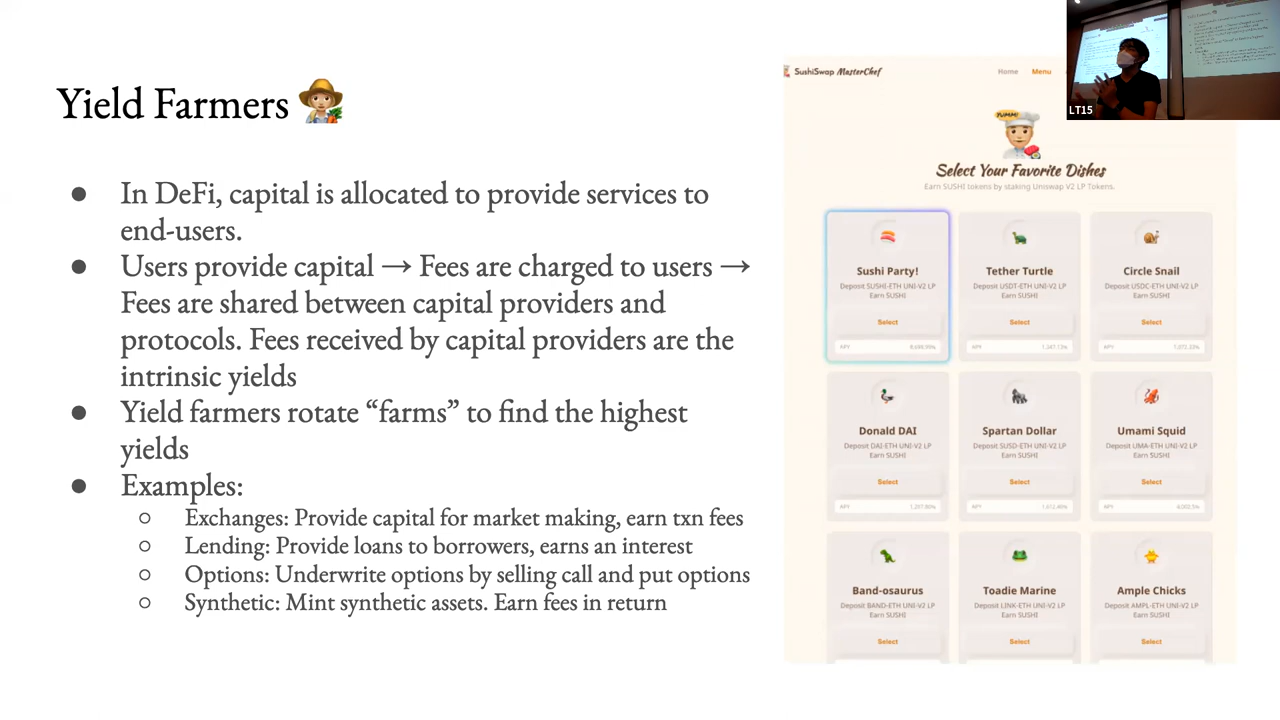 Yield Farmers
In DeFi, capital is allocated to provide services to
end-users.
Users provide capital → Fees are charged to users →
Fees are shared between capital providers and
protocols. Fees received by capital providers are the
intrinsic yields
Yield farmers rotate “farms” to find the highest
yields
Examples:
Exchanges: Provide capital for market making, earn txn fees
Lending: Provide loans to borrowers, earns an interest
Options: Underwrite options by selling call and put options
Synthetic: Mint synthetic assets. Earn fees in return
SushiSwap MasterChef
Home Menu
LT15
YUMM!
Select Your Favorite Dishes
Earn SUSHI tokens by staking Uniswap V2 LP Tokens.
Sushi Party!
Deposit SUSHI-ETH UNI-V2 LP
Earn SUSHI
Select
APY
Tether Turtle
Deposit USDT-ETH UNI-V2 LP
Earn SUSHI
Select
APY
Circle Snail
Deposit USDC-ETH UNI-V2 LP
Earn SUSHI
Select
APY
Donald DAI
Deposit DAI-ETH UNI-V2 LP
Earn SUSHI
Select
APY
Spartan Dollar
Deposit SUSD-ETH UNI-V2 LP
Earn SUSHI
Select
APY
Umami Squid
Deposit UMA-ETH UNI-V2 LP
Earn SUSHI
Select
APY
Band-osaurus
Deposit BAND-ETH UNI-V2 LP
Earn SUSHI
Select
Toadie Marine
Deposit LINK-ETH UNI-V2 LP
Earn SUSHI
Select
Ample Chicks
Deposit AMPL-ETH UNI-V2 LP
Earn SUSHI
Select